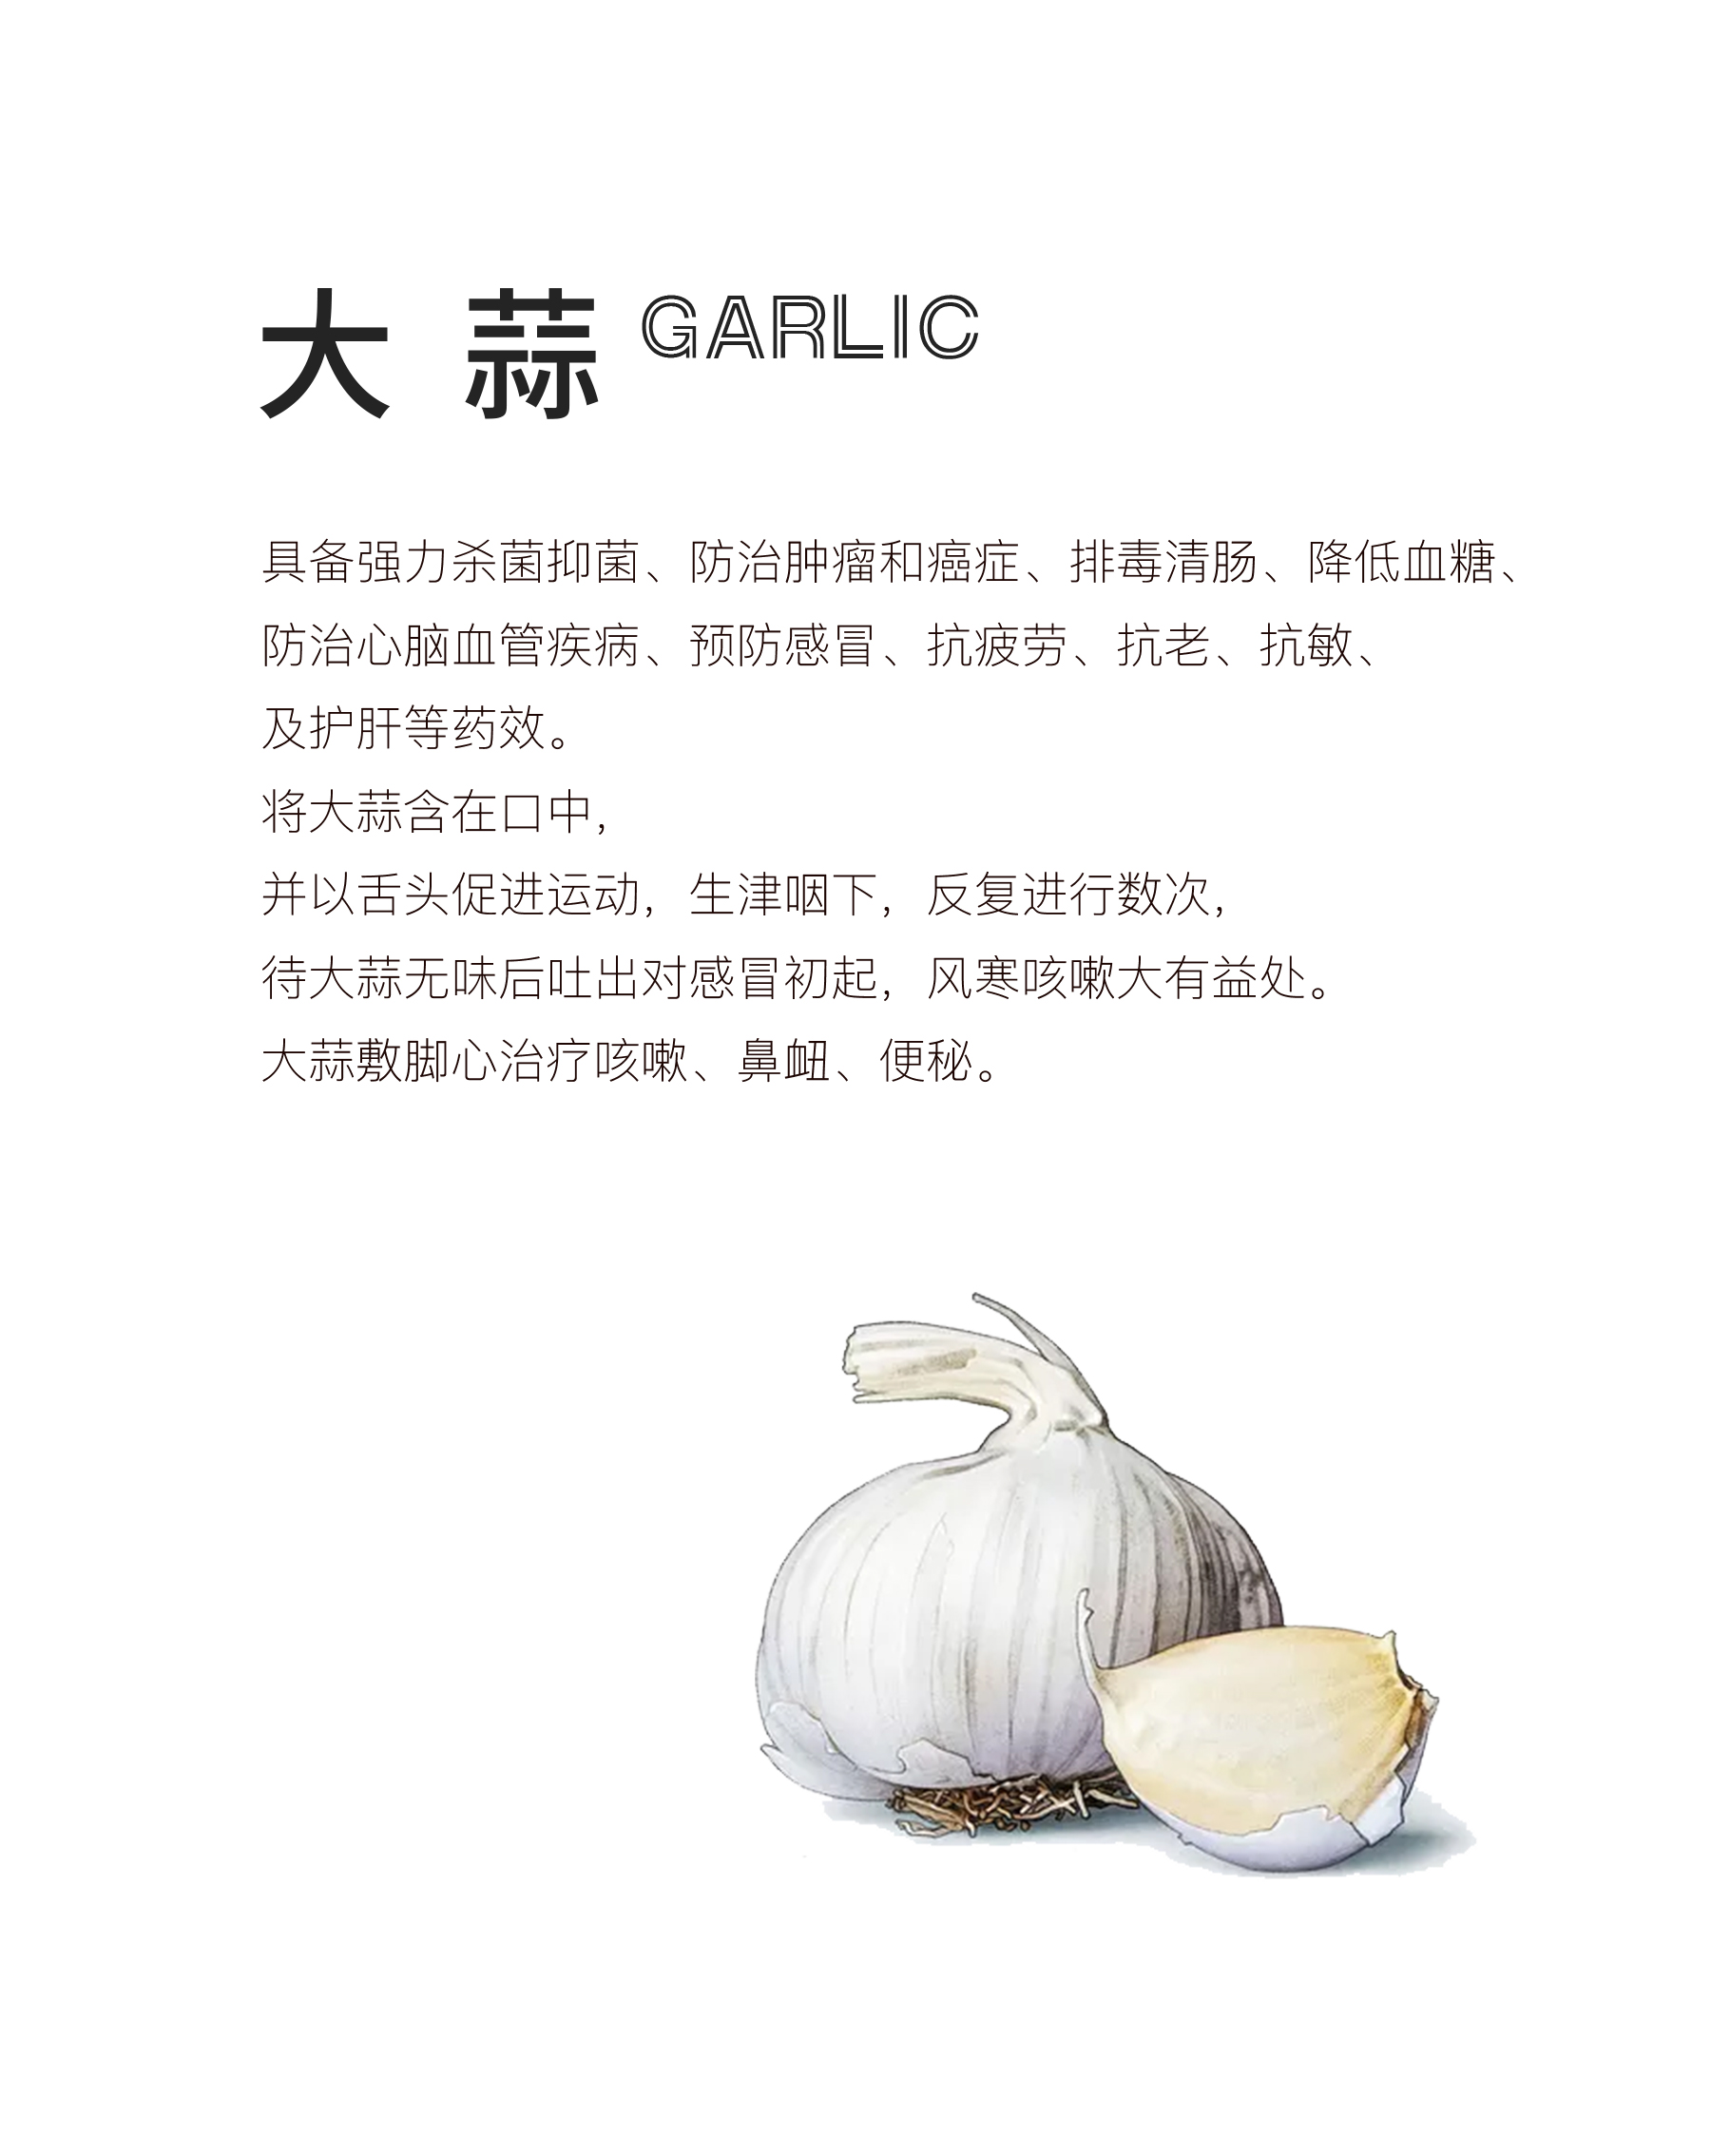 大蒜 GARLIC
具备强力杀菌抑菌、防治肿瘤和癌症、排毒清肠、降低血糖、
防治心脑血管疾病、预防感冒、抗疲劳、抗老、抗敏、
及护肝等药效。
将大蒜含在口中，
并以舌头促进运动，生津咽下，反复进行数次，
待大蒜无味后吐出对感冒初起，风寒咳嗽大有益处。
大蒜敷脚心治疗咳嗽、鼻衄、便秘。